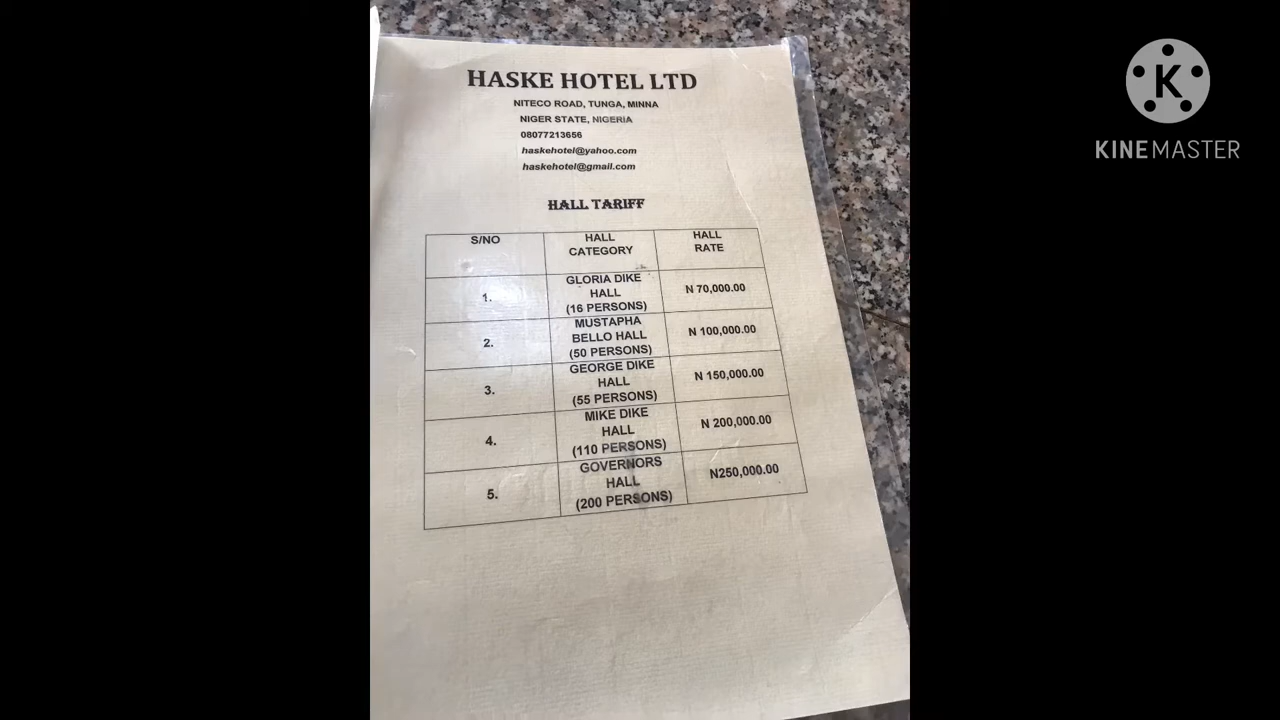 HASKE HOTEL LTD
NITECO ROAD, TUNGA, MINNA
NIGER STATE, NIGERIA
08077213656
haskehotel@yahoo.com
haskehotel@gmail.com
HALL TARIFF
S/NO HALL CATEGORY HALL RATE
1. GLORIA DIKE HALL (16 PERSONS) N 70,000.00
2. MUSTAPHA BELLO HALL (50 PERSONS) N 100,000.00
3. GEORGE DIKE HALL (55 PERSONS) N 150,000.00
4. MIKE DIKE HALL (110 PERSONS) N 200,000.00
5. GOVERNORS HALL (200 PERSONS) N250,000.00
K
KINEMASTER